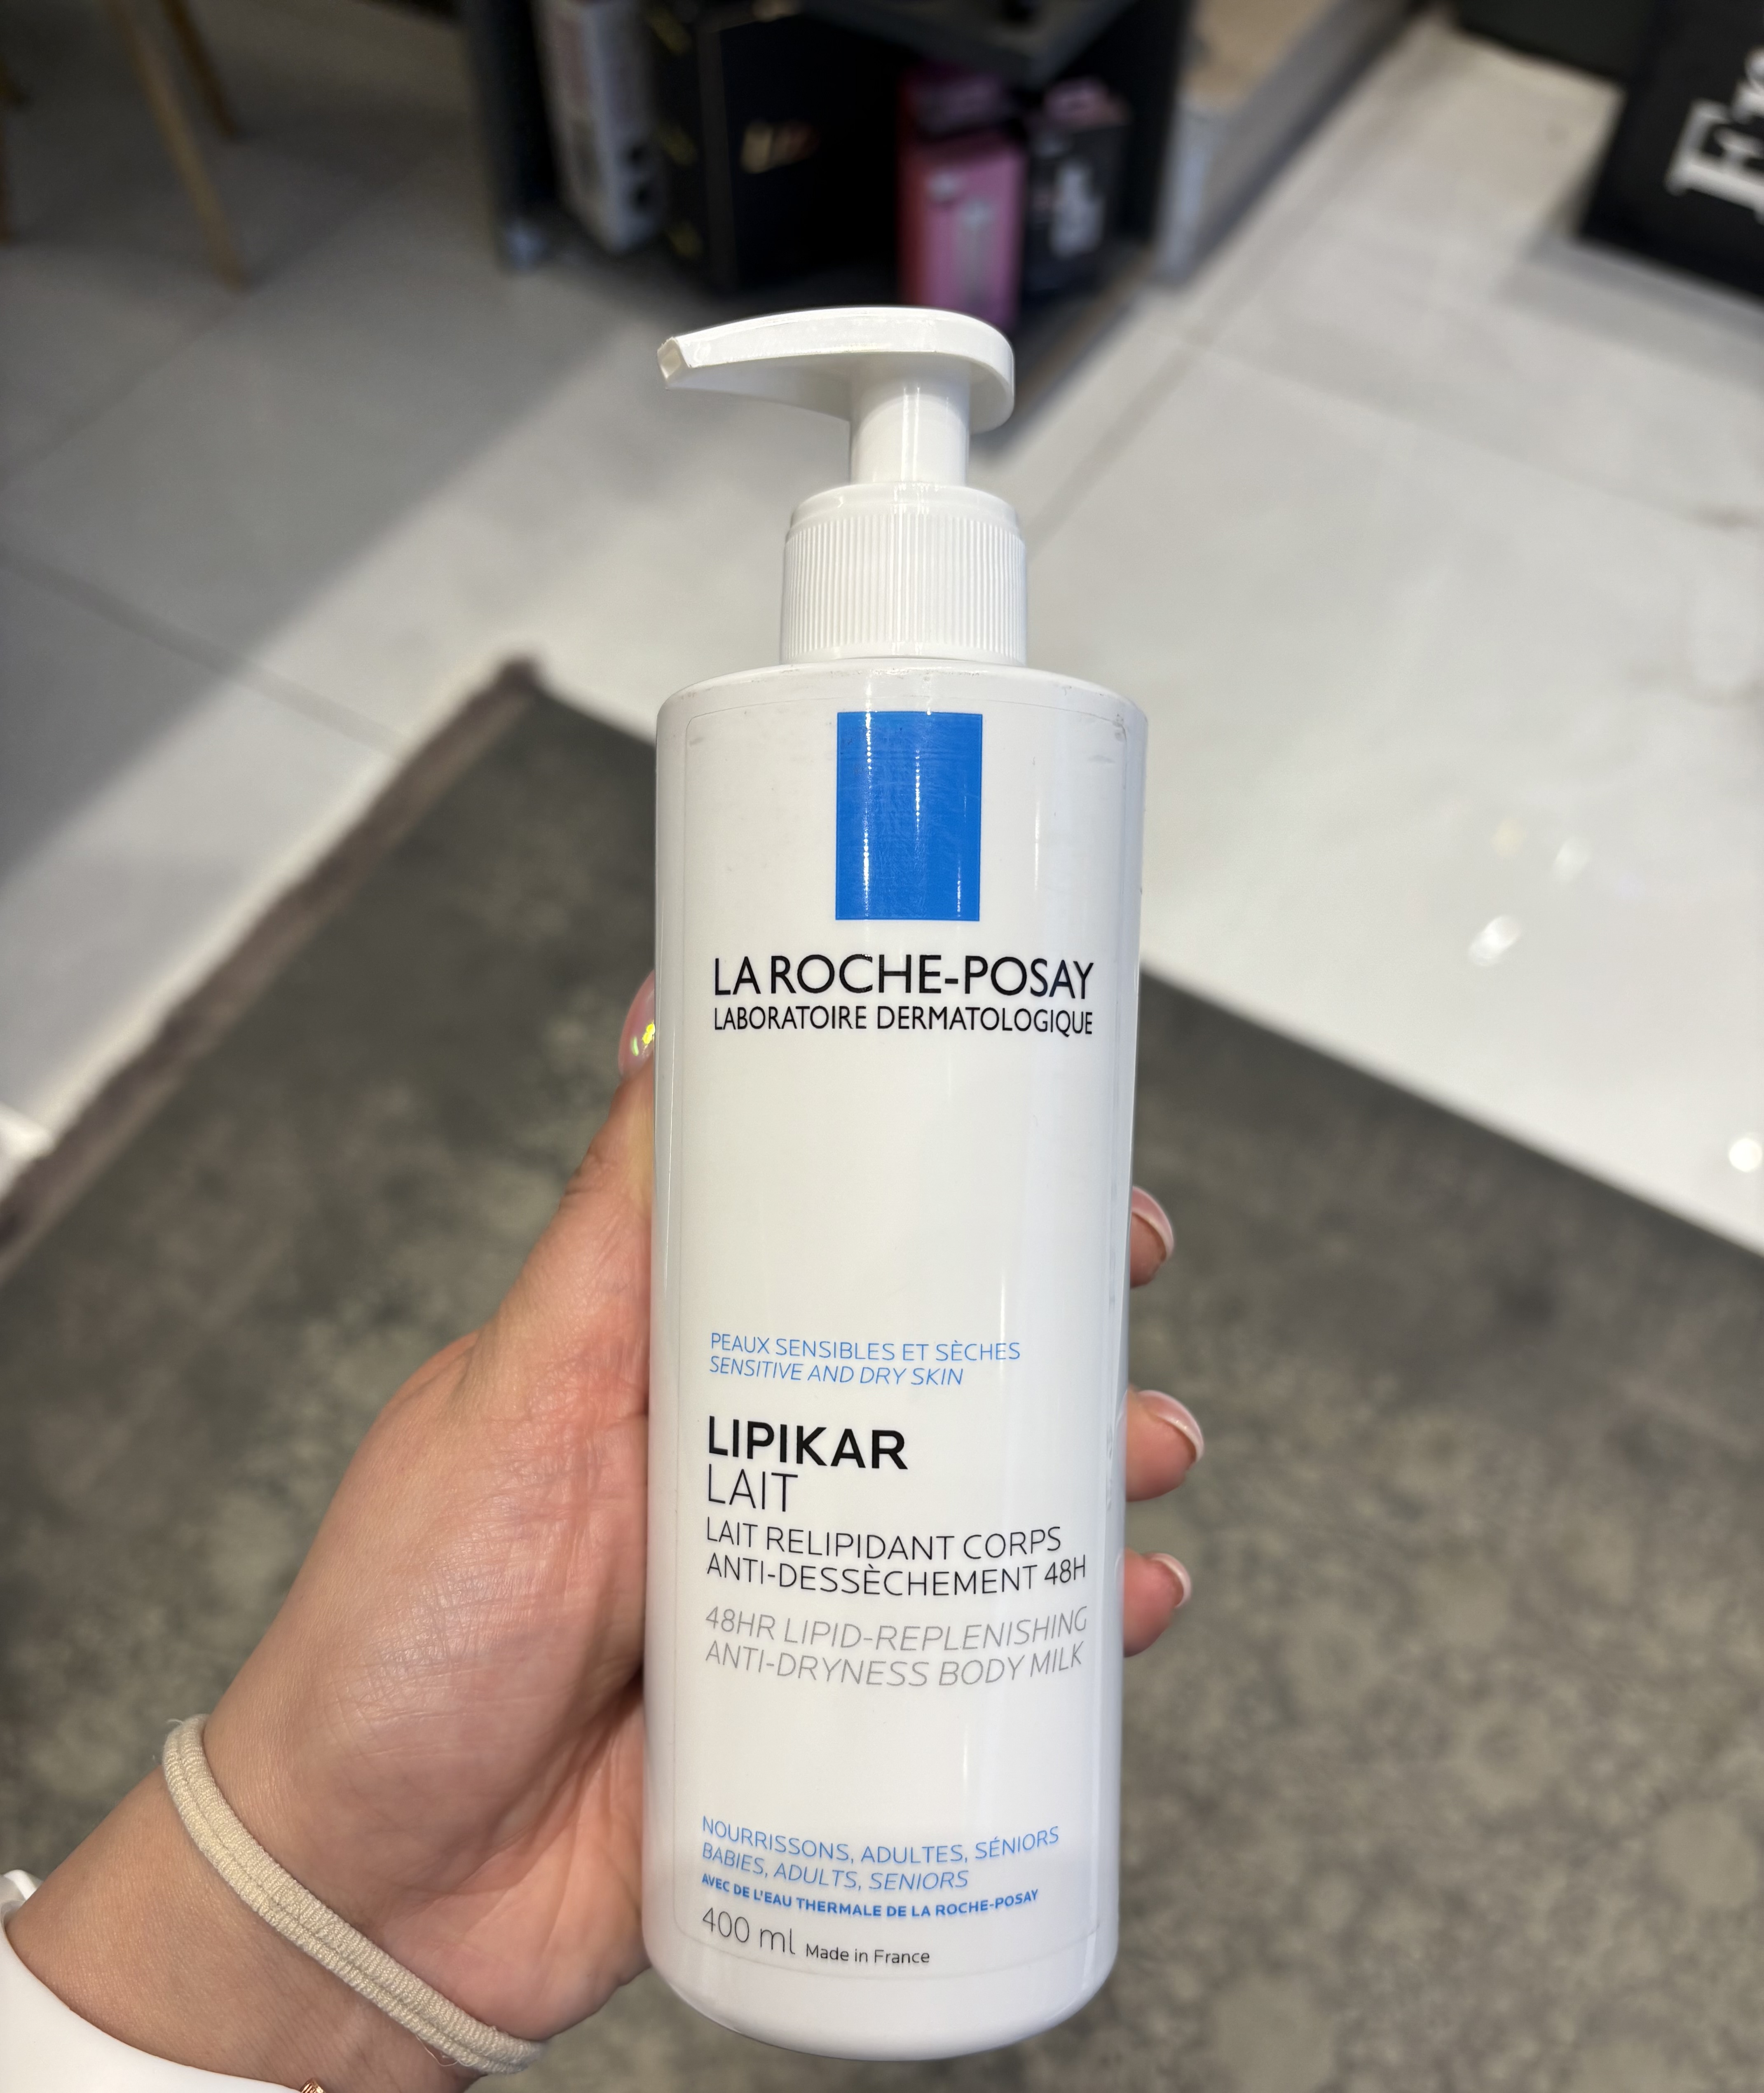 LA ROCHE-POSAY
LABORATOIRE DERMATOLOGIQUE
PEAUX SENSIBLES ET SÈCHES
SENSITIVE AND DRY SKIN
LIPIKAR
LAIT
LAIT RELIPIDANT CORPS
ANTI-DESSÈCHEMENT 48H
48HR LIPID-REPLENISHING
ANTI-DRYNESS BODY MILK
NOURRISSONS, ADULTES, SÉNIORS
BABIES, ADULTS, SENIORS
AVEC DE L'EAU THERMALE DE LA ROCHE-POSAY
400 ml Made in France